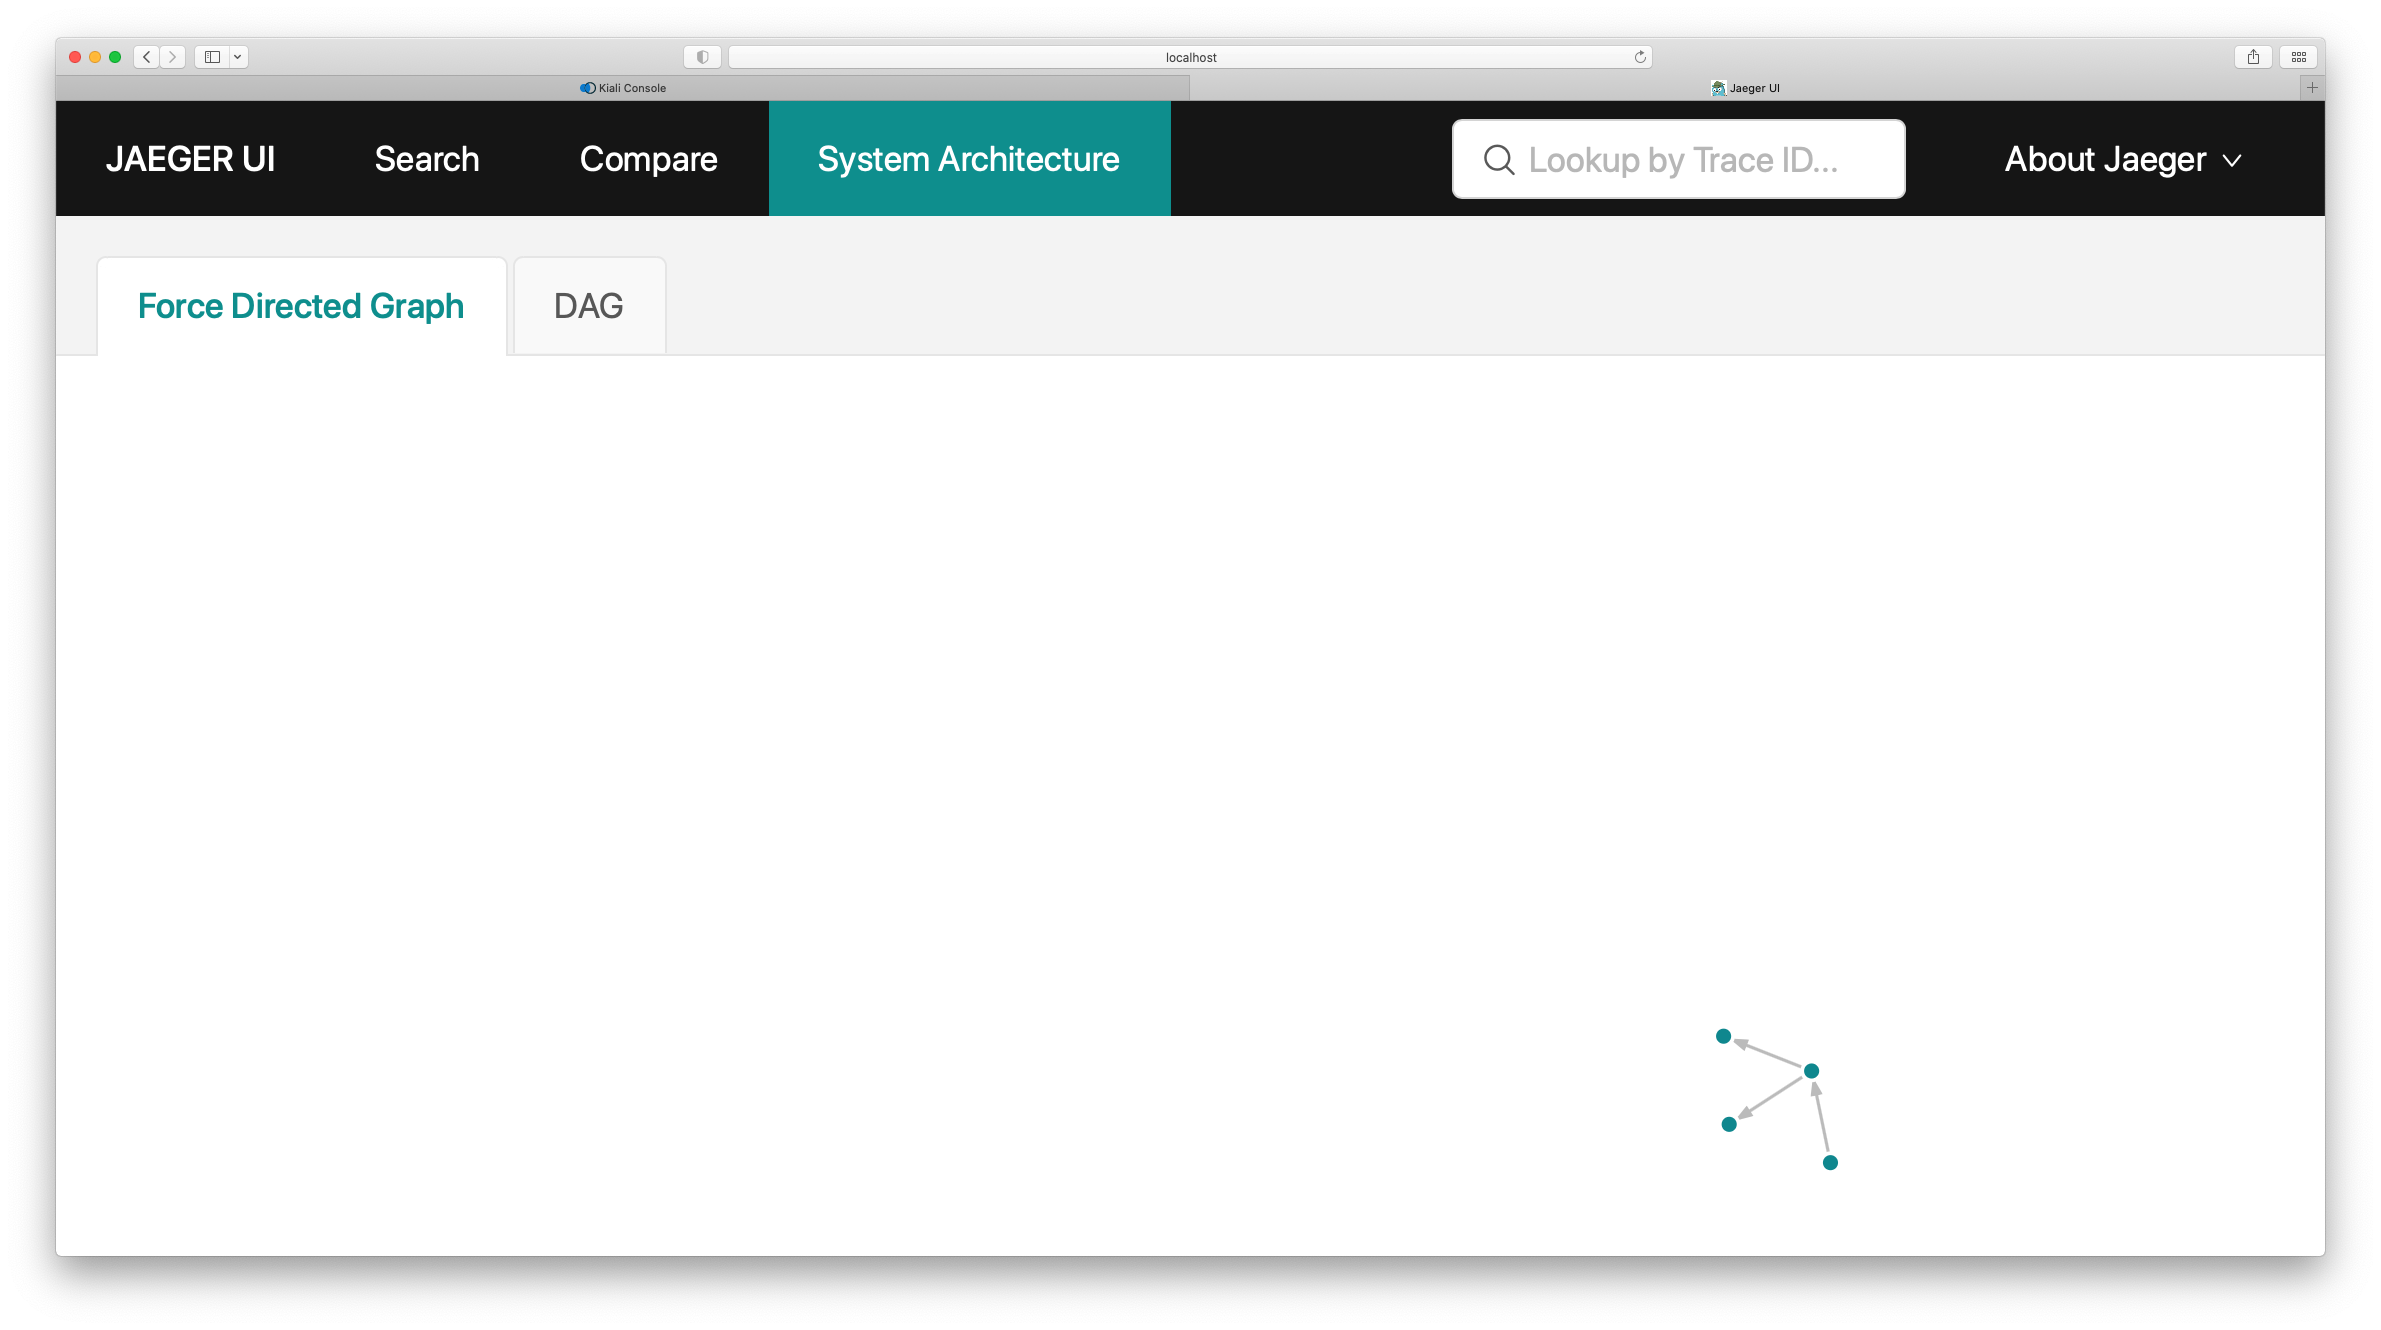 localhost
Kiali Console
Jaeger UI
JAEGER UI Search Compare System Architecture Lookup by Trace ID... About Jaeger
Force Directed Graph DAG